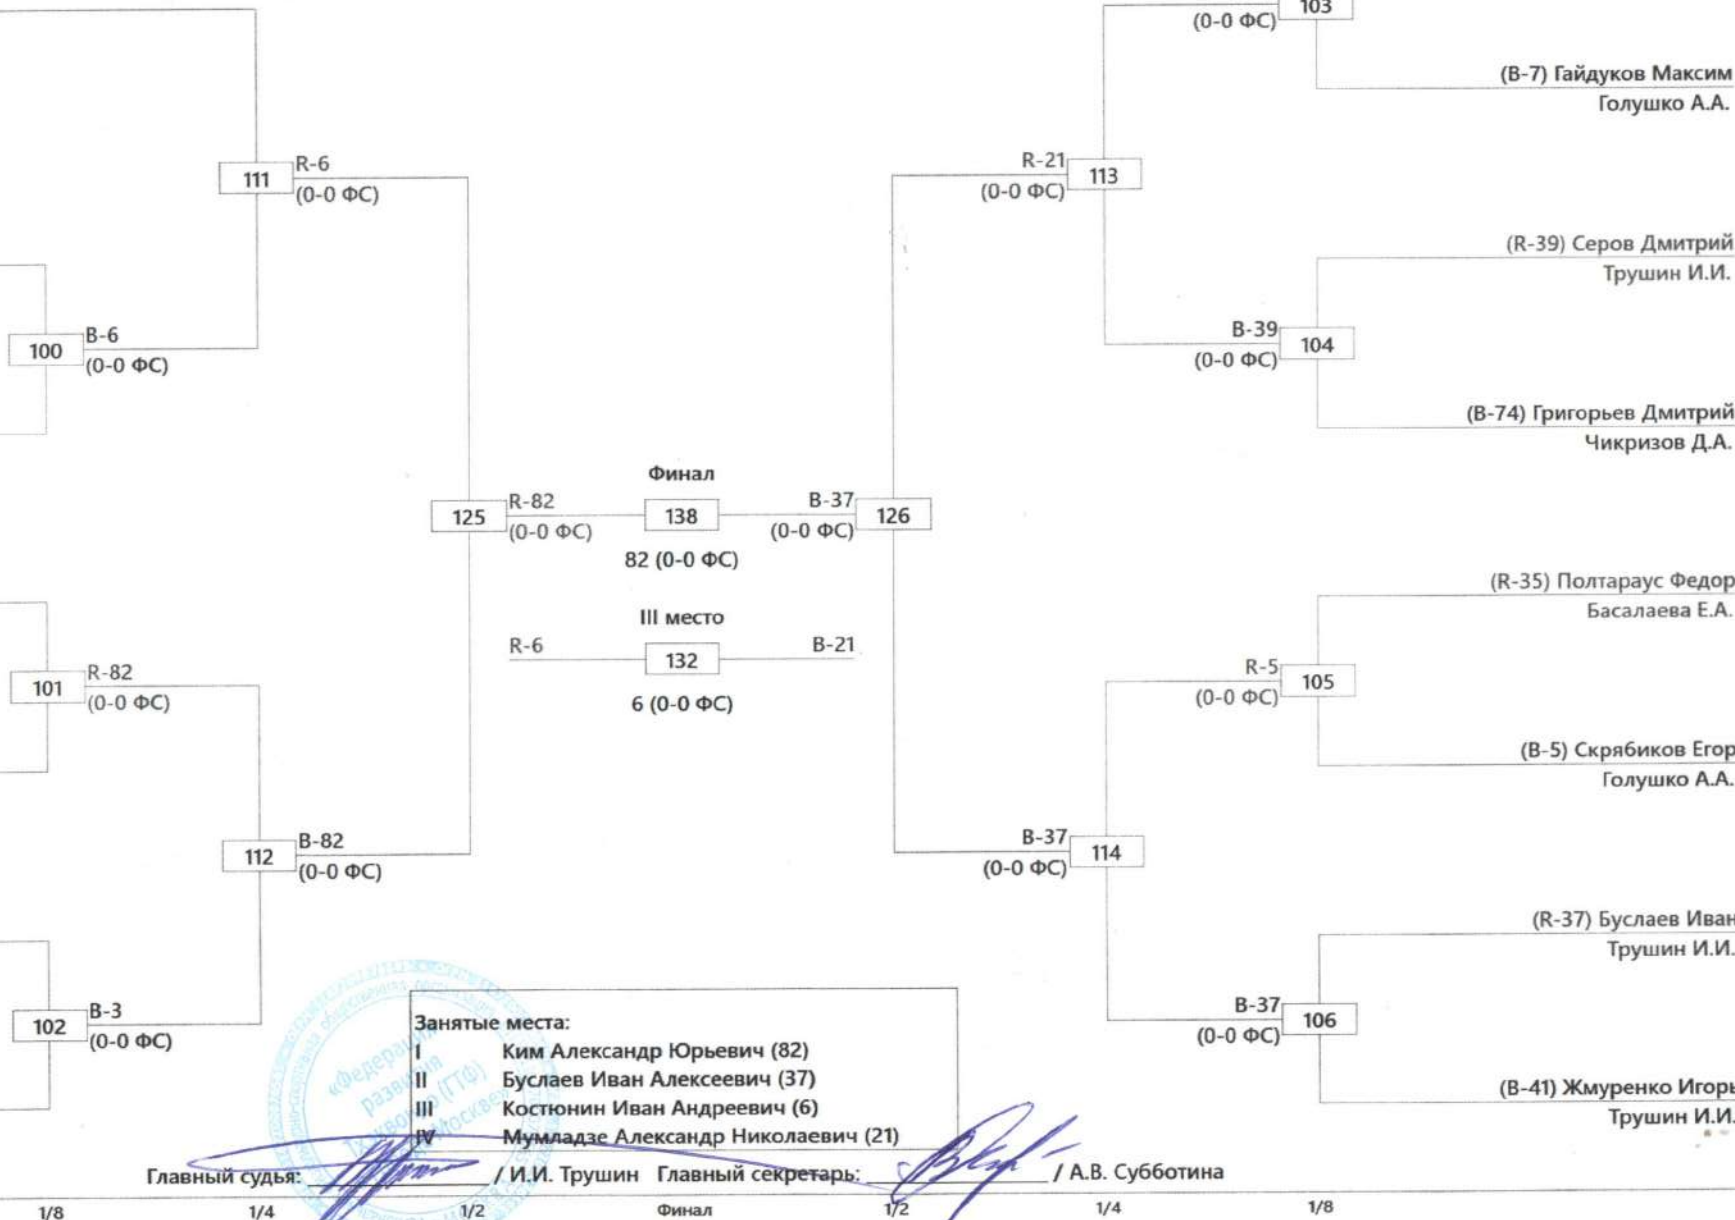 103
(0-0 ФС)
(B-7) Гайдуков Максим
Голушко А.А.
R-6
111
(0-0 ФС)
R-21
113
(0-0 ФС)
(R-39) Серов Дмитрий
Трушин И.И.
B-6
100
(0-0 ФС)
B-39
104
(0-0 ФС)
(B-74) Григорьев Дмитрий
Чикризов Д.А.
Финал
R-82
125
(0-0 ФС)
138
B-37
126
(0-0 ФС)
82 (0-0 ФС)
(R-35) Полтараус Федор
Басалаева Е.А.
III место
R-6
132
B-21
6 (0-0 ФС)
R-82
101
(0-0 ФС)
R-5
105
(0-0 ФС)
(B-5) Скрябиков Егор
Голушко А.А.
B-82
112
(0-0 ФС)
B-37
114
(0-0 ФС)
(R-37) Буслаев Иван
Трушин И.И.
B-3
102
(0-0 ФС)
B-37
106
(0-0 ФС)
(B-41) Жмуренко Игорь
Трушин И.И.
Занятые места:
I Ким Александр Юрьевич (82)
II Буслаев Иван Алексеевич (37)
III Костюнин Иван Андреевич (6)
IV Мумладзе Александр Николаевич (21)
«Федерация
развития
(ГТФ)
Москве»
Главный судья: / И.И. Трушин Главный секретарь: / А.В. Субботина
1/8 1/4 1/2 Финал 1/2 1/4 1/8